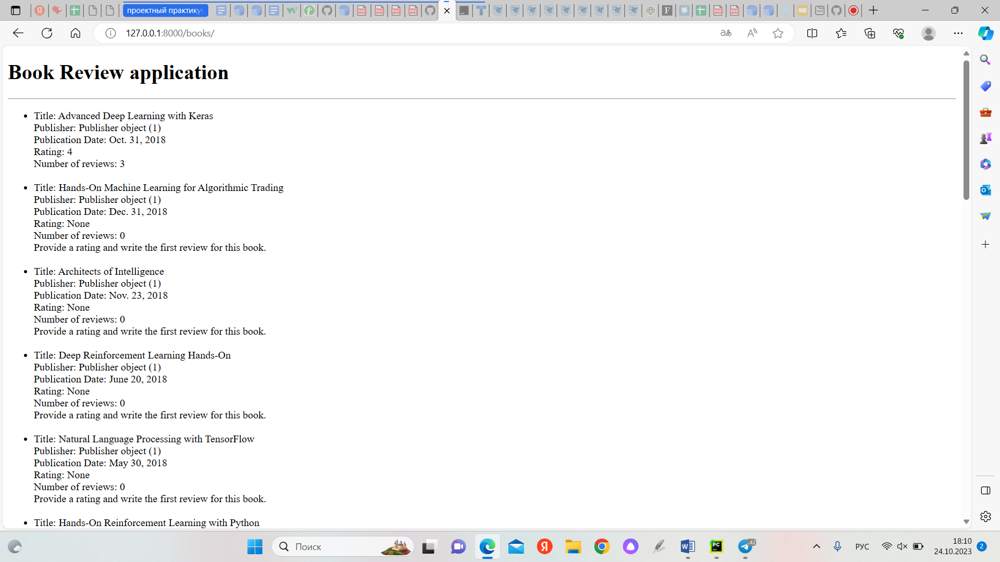 проектный практику
127.0.0.1:8000/books/
Book Review application
Title: Advanced Deep Learning with Keras
Publisher: Publisher object (1)
Publication Date: Oct. 31, 2018
Rating: 4
Number of reviews: 3
Title: Hands-On Machine Learning for Algorithmic Trading
Publisher: Publisher object (1)
Publication Date: Dec. 31, 2018
Rating: None
Number of reviews: 0
Provide a rating and write the first review for this book.
Title: Architects of Intelligence
Publisher: Publisher object (1)
Publication Date: Nov. 23, 2018
Rating: None
Number of reviews: 0
Provide a rating and write the first review for this book.
Title: Deep Reinforcement Learning Hands-On
Publisher: Publisher object (1)
Publication Date: June 20, 2018
Rating: None
Number of reviews: 0
Provide a rating and write the first review for this book.
Title: Natural Language Processing with TensorFlow
Publisher: Publisher object (1)
Publication Date: May 30, 2018
Rating: None
Number of reviews: 0
Provide a rating and write the first review for this book.
Title: Hands-On Reinforcement Learning with Python
Поиск
РУС
18:10
24.10.2023
2